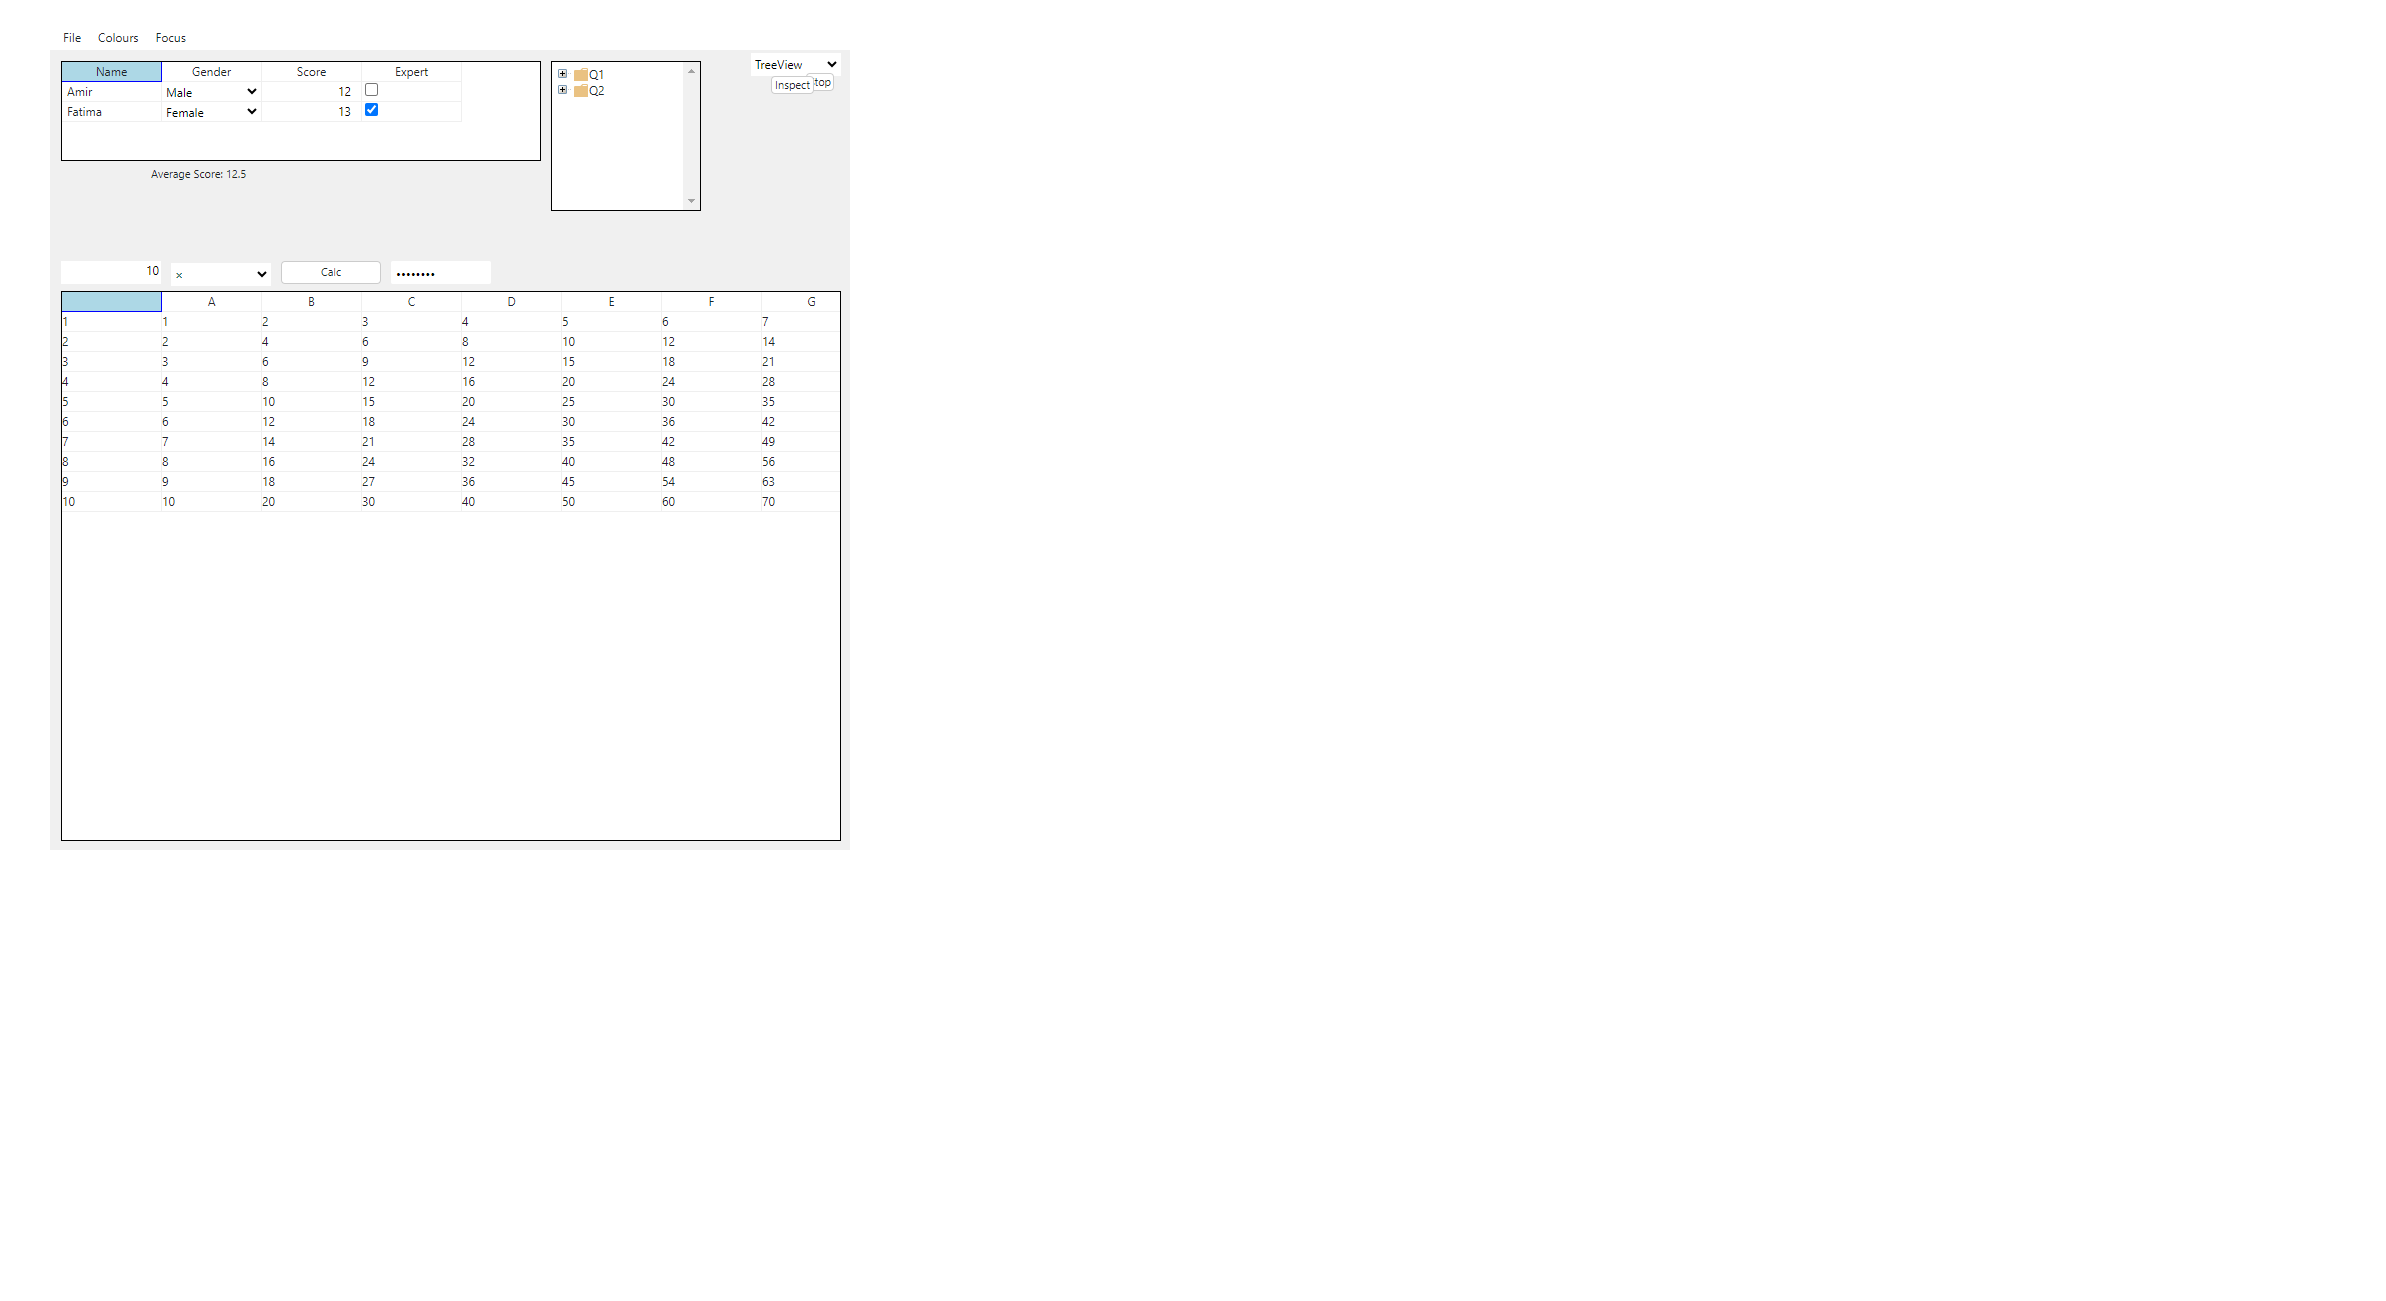 File Colours Focus
Name Gender Score Expert
Amir Male 12
Fatima Female 13
Q1
Q2
TreeView
Inspect top
Average Score: 12.5
10 × Calc ••••••••
A B C D E F G
1 1 2 3 4 5 6 7
2 2 4 6 8 10 12 14
3 3 6 9 12 15 18 21
4 4 8 12 16 20 24 28
5 5 10 15 20 25 30 35
6 6 12 18 24 30 36 42
7 7 14 21 28 35 42 49
8 8 16 24 32 40 48 56
9 9 18 27 36 45 54 63
10 10 20 30 40 50 60 70